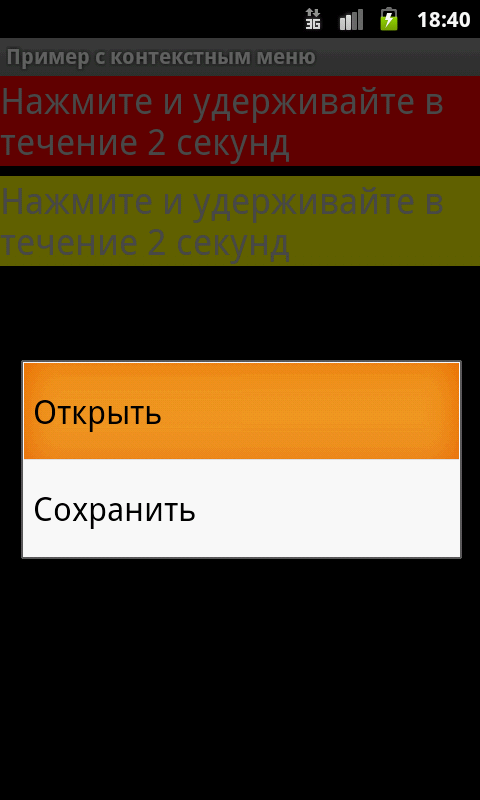 3G 18:40
Пример с контекстным меню
Нажмите и удерживайте в
течение 2 секунд
Нажмите и удерживайте в
течение 2 секунд
Открыть
Сохранить